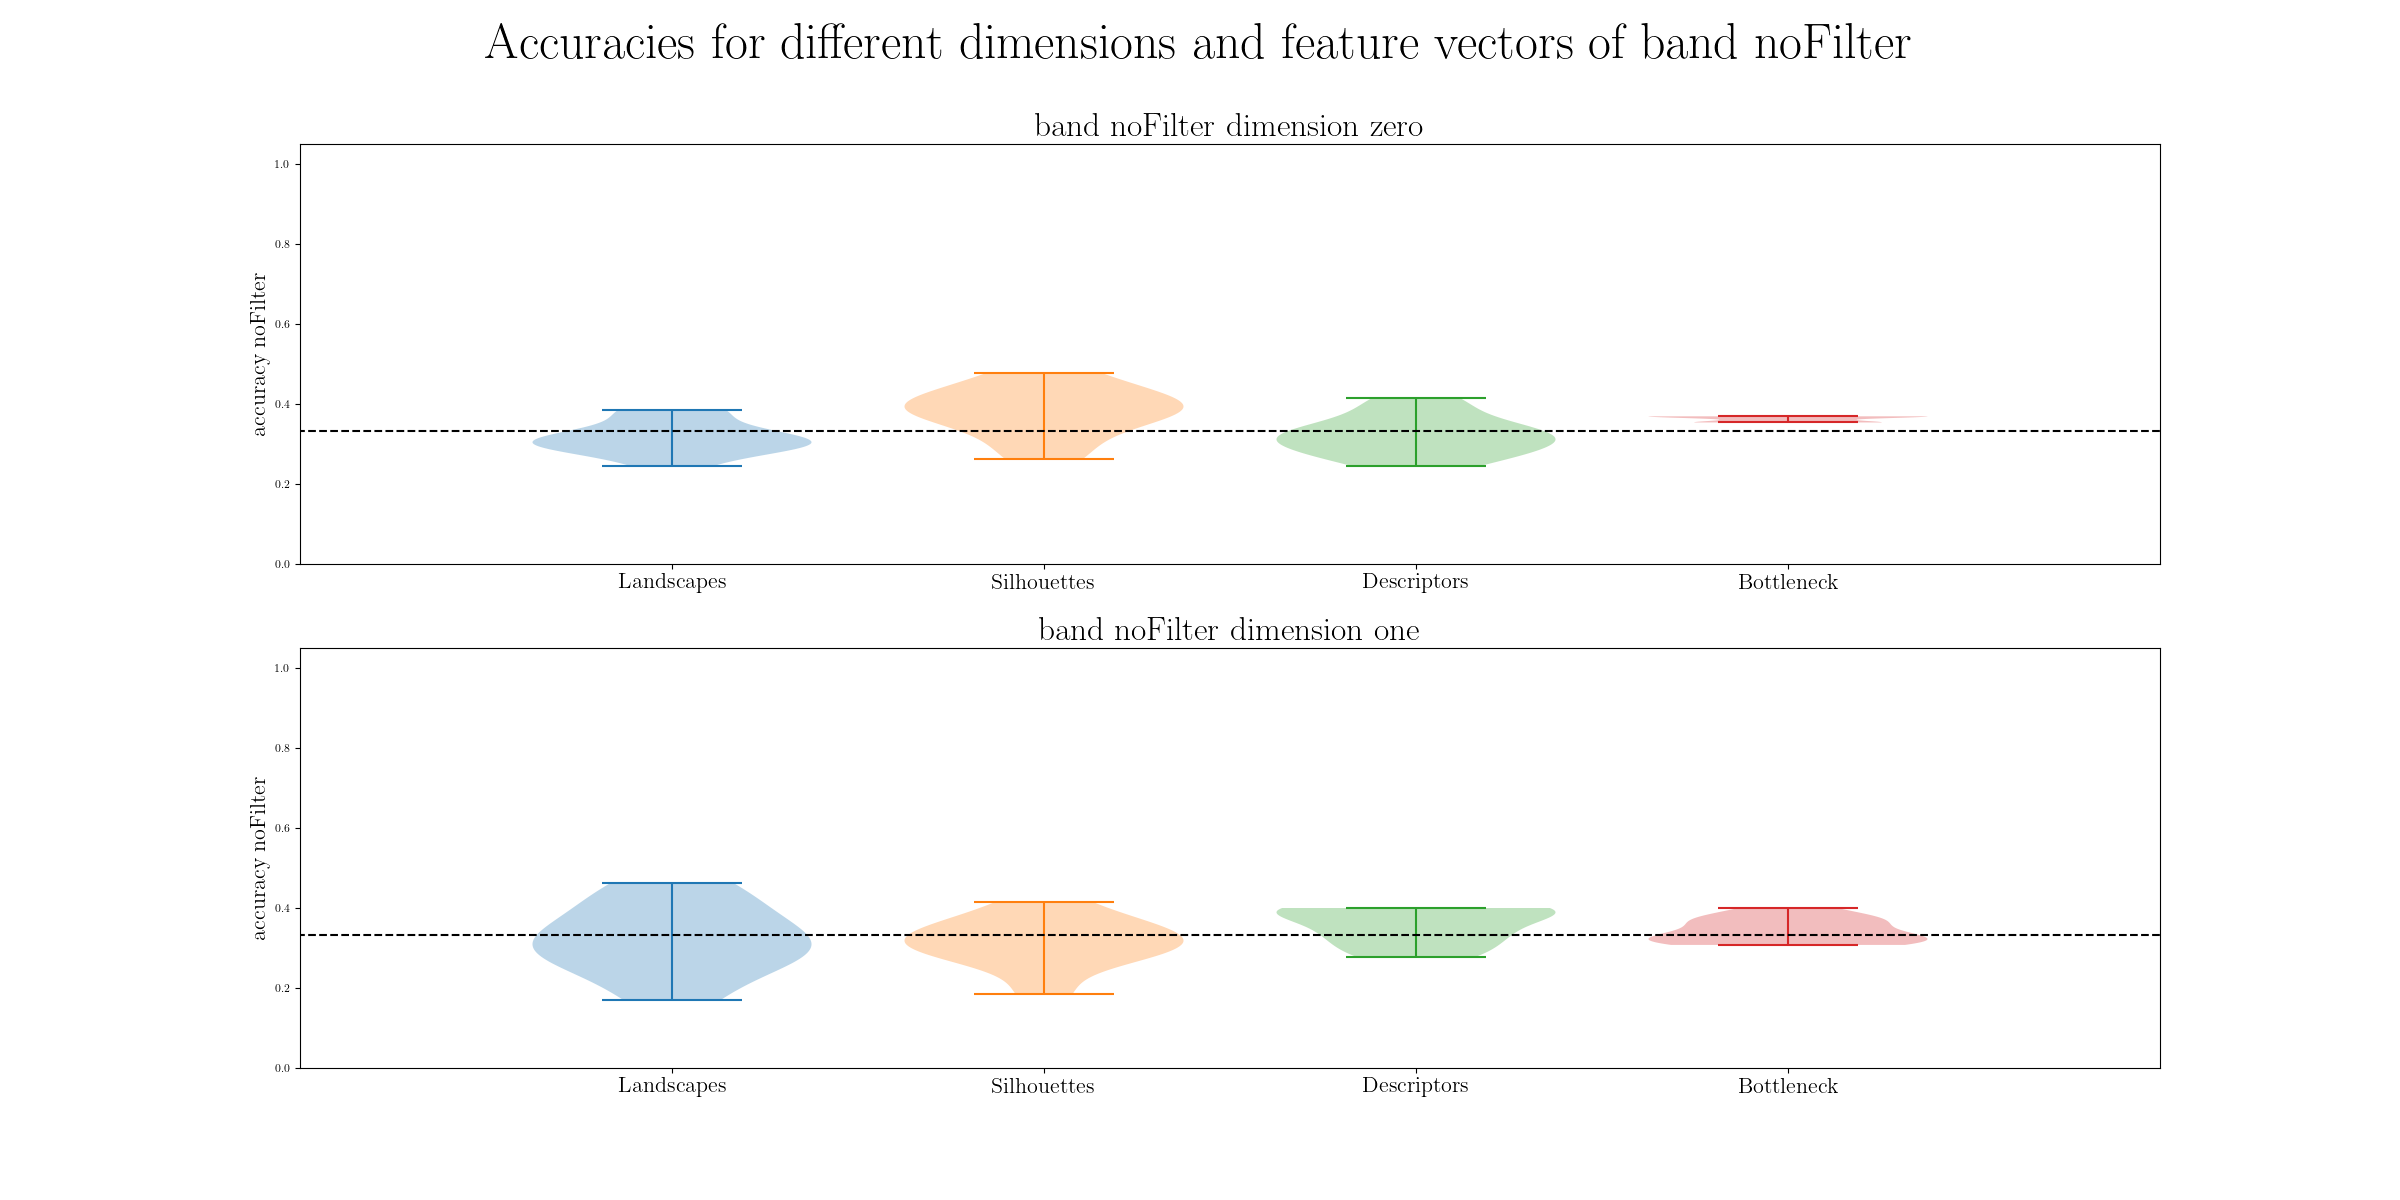 Accuracies for different dimensions and feature vectors of band noFilter
band noFilter dimension zero
accuracy noFilter
1.0
0.8
0.6
0.4
0.2
0.0
Landscapes Silhouettes Descriptors Bottleneck
band noFilter dimension one
accuracy noFilter
1.0
0.8
0.6
0.4
0.2
0.0
Landscapes Silhouettes Descriptors Bottleneck